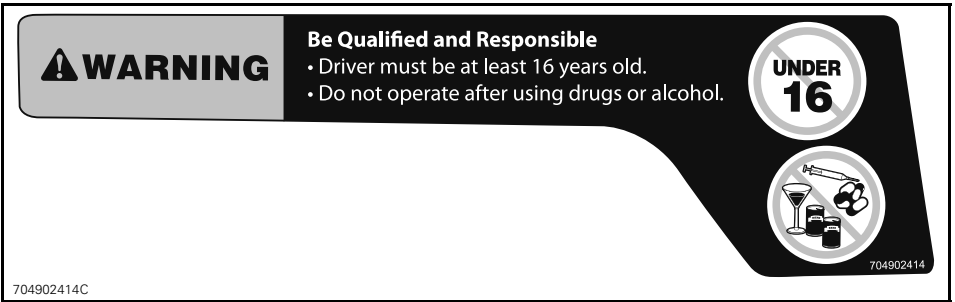 WARNING
Be Qualified and Responsible
• Driver must be at least 16 years old.
• Do not operate after using drugs or alcohol.
UNDER
16
704902414
704902414C